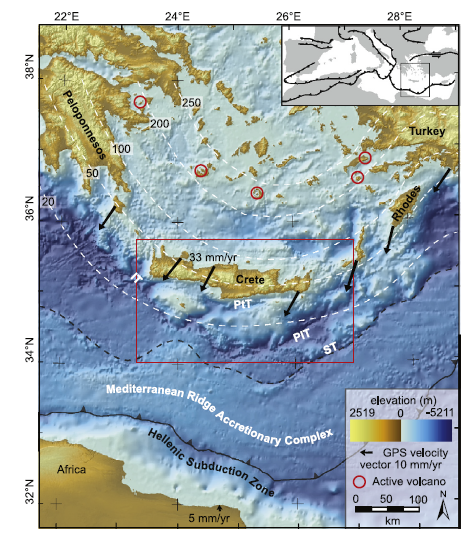 22°E
24°E
26°E
28°E
38°N
36°N
34°N
32°N
Peloponnesos
250
200
100
50
20
Turkey
Rhodes
33 mm/yr
Crete
PtT
PlT
ST
Mediterranean Ridge Accretionary Complex
Hellenic Subduction Zone
Africa
5 mm/yr
elevation (m)
2519
0
-5211
GPS velocity
vector 10 mm/yr
Active volcano
0
50
100
km
N